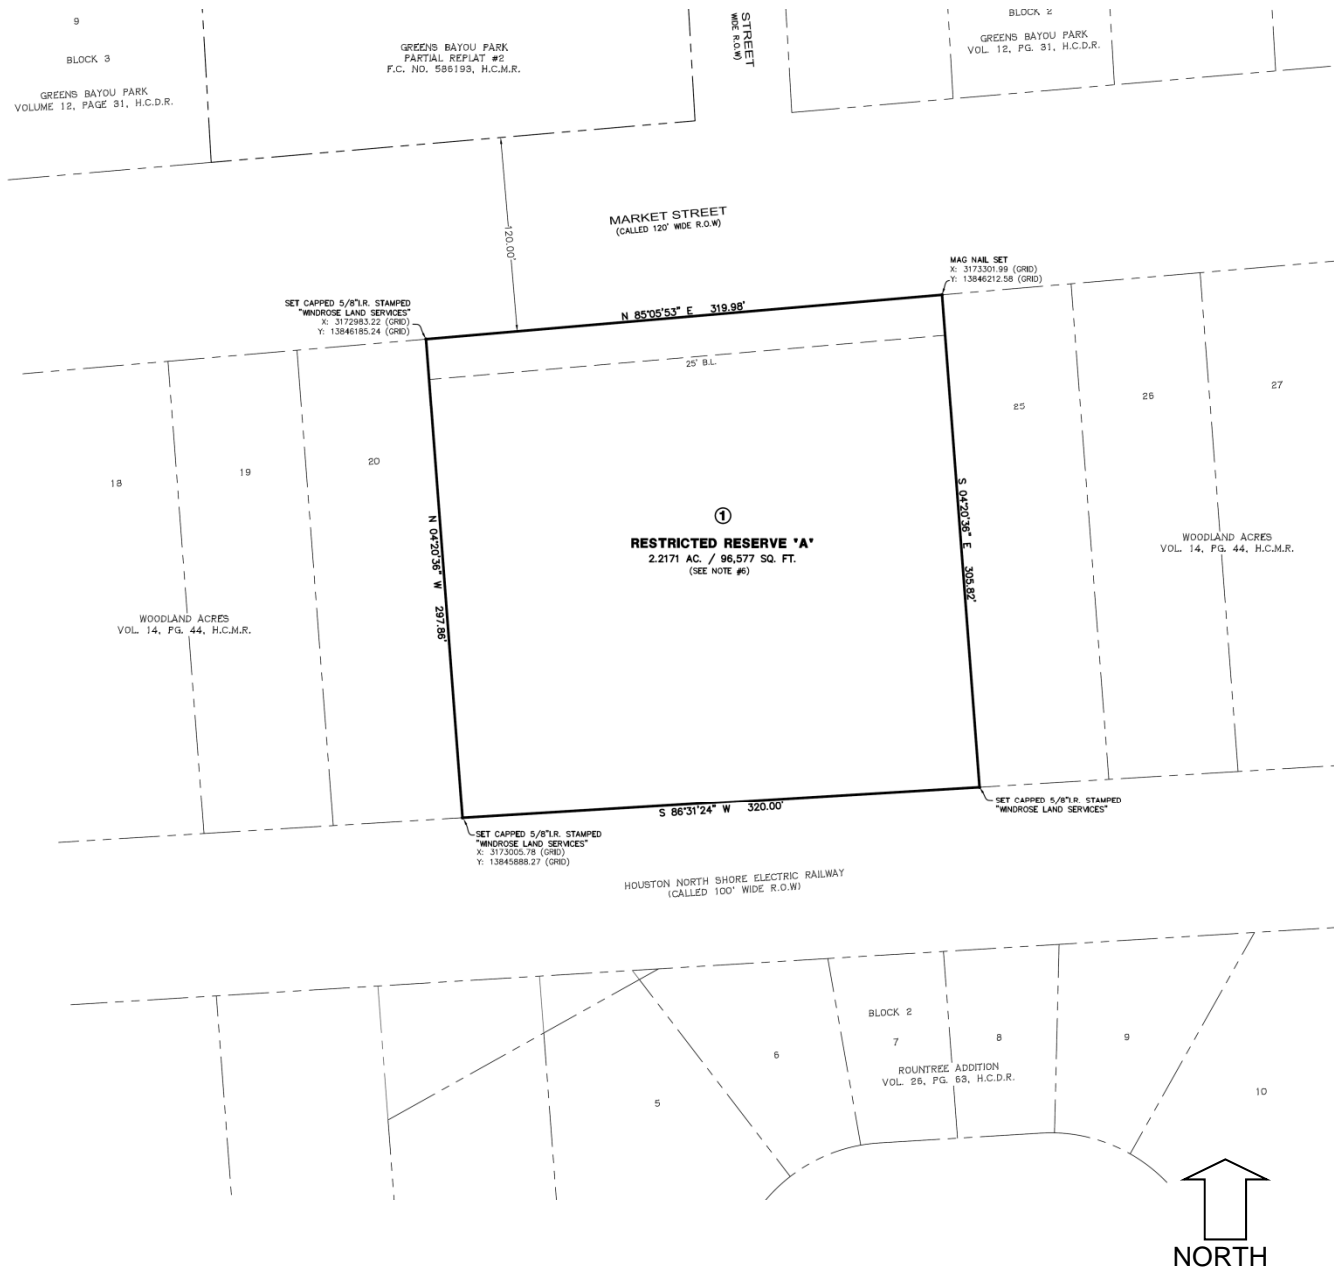 9
BLOCK 3
GREENS BAYOU PARK
VOLUME 12, PAGE 31, H.C.D.R.
GREENS BAYOU PARK
PARTIAL REPLAT #2
F.C. NO. 586193, H.C.M.R.
STREET
WIDE R.O.W)
BLOCK 2
GREENS BAYOU PARK
VOL. 12, PG. 31, H.C.D.R.
120.00'
MARKET STREET
(CALLED 120' WIDE R.O.W)
MAG NAIL SET
X: 3173301.99 (GRID)
Y: 13846212.58 (GRID)
SET CAPPED 5/8"I.R. STAMPED
"WINDROSE LAND SERVICES"
X: 3172983.22 (GRID)
Y: 13846185.24 (GRID)
N 85°05'53" E 319.98'
25' B.L.
18
19
20
25
26
27
N 04°20'36" W 297.86'
S 04°20'36" E 305.82'
1
RESTRICTED RESERVE "A"
2.2171 AC. / 96,577 SQ. FT.
(SEE NOTE #6)
WOODLAND ACRES
VOL. 14, PG. 44, H.C.M.R.
WOODLAND ACRES
VOL. 14, PG. 44, H.C.M.R.
S 86°31'24" W 320.00'
SET CAPPED 5/8"I.R. STAMPED
"WINDROSE LAND SERVICES"
SET CAPPED 5/8"I.R. STAMPED
"WINDROSE LAND SERVICES"
X: 3173005.78 (GRID)
Y: 13845888.27 (GRID)
HOUSTON NORTH SHORE ELECTRIC RAILWAY
(CALLED 100' WIDE R.O.W)
BLOCK 2
5
6
7
8
9
10
ROUNTREE ADDITION
VOL. 26, PG. 63, H.C.D.R.
NORTH